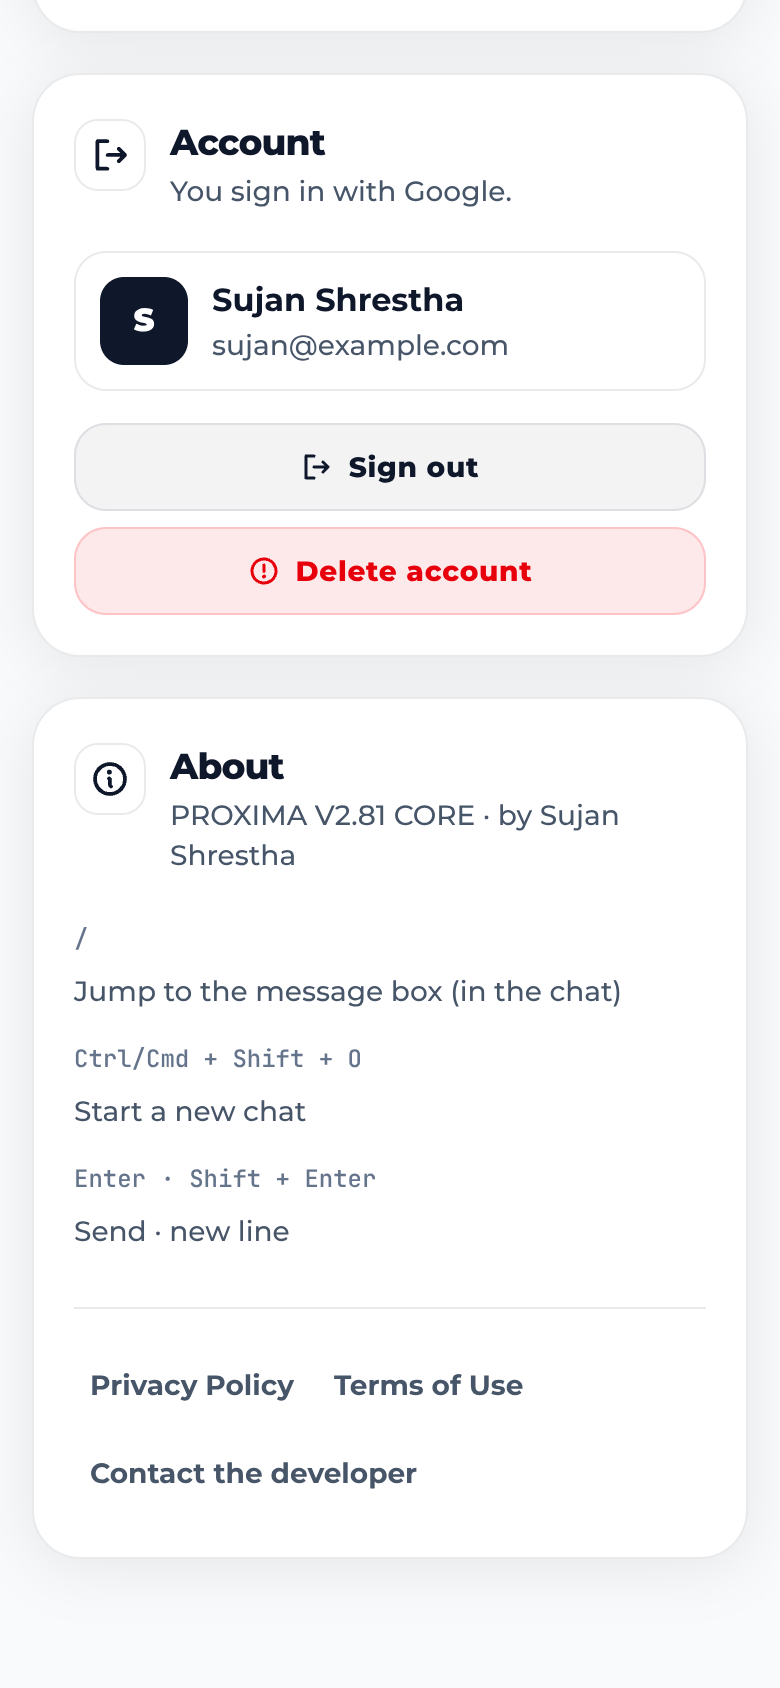 Account
You sign in with Google.
S
Sujan Shrestha
sujan@example.com
Sign out
Delete account
About
PROXIMA V2.81 CORE · by Sujan
Shrestha
/
Jump to the message box (in the chat)
Ctrl/Cmd + Shift + O
Start a new chat
Enter · Shift + Enter
Send · new line
Privacy Policy Terms of Use
Contact the developer